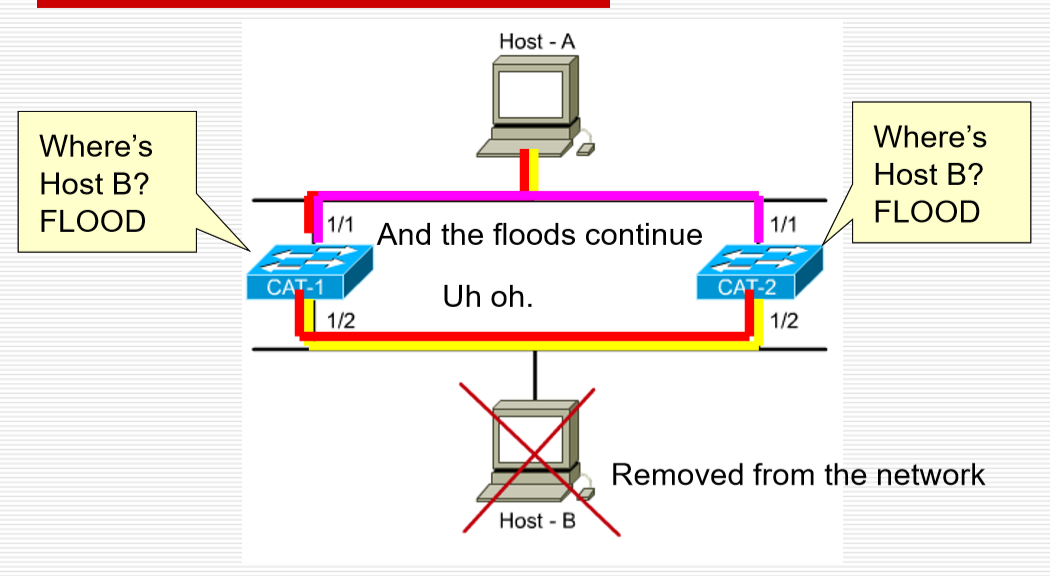 Host - A
Where's
Host B?
FLOOD
Where's
Host B?
FLOOD
1/1
And the floods continue
1/1
CAT-1
Uh oh.
CAT-2
1/2
1/2
Removed from the network
Host - B